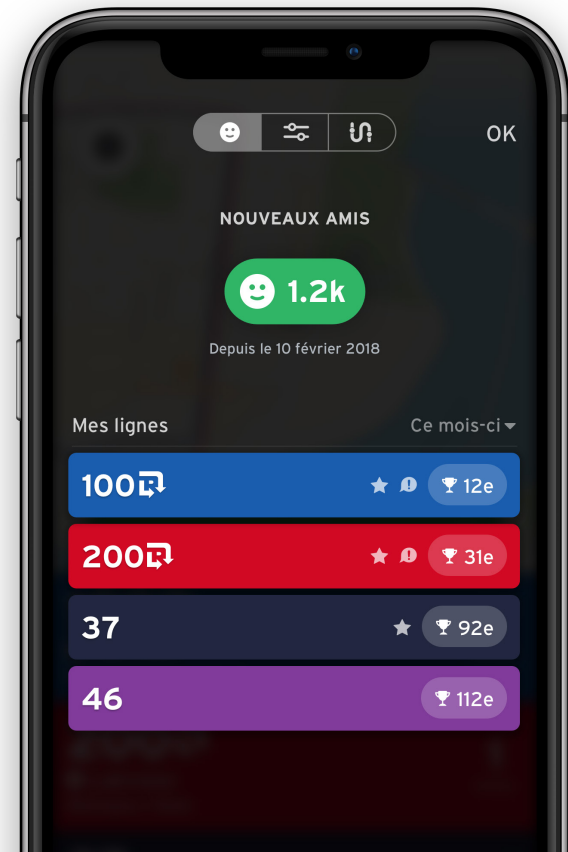 OK
NOUVEAUX AMIS
1.2k
Depuis le 10 février 2018
Mes lignes
Ce mois-ci
100 R
12e
200 R
31e
37
92e
46
112e